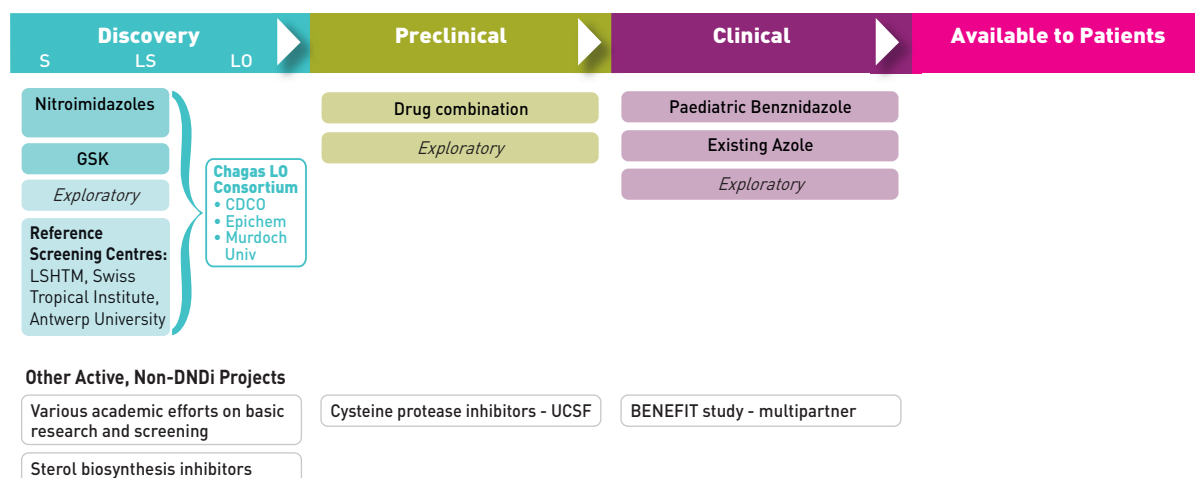 Discovery
S LS LO
Preclinical
Clinical
Available to Patients
Nitroimidazoles
GSK
Exploratory
Reference
Screening Centres:
LSHTM, Swiss
Tropical Institute,
Antwerp University
Chagas LO
Consortium
• CDCO
• Epichem
• Murdoch
Univ
Drug combination
Exploratory
Paediatric Benznidazole
Existing Azole
Exploratory
Other Active, Non-DNDi Projects
Various academic efforts on basic
research and screening
Sterol biosynthesis inhibitors
Cysteine protease inhibitors - UCSF
BENEFIT study - multipartner